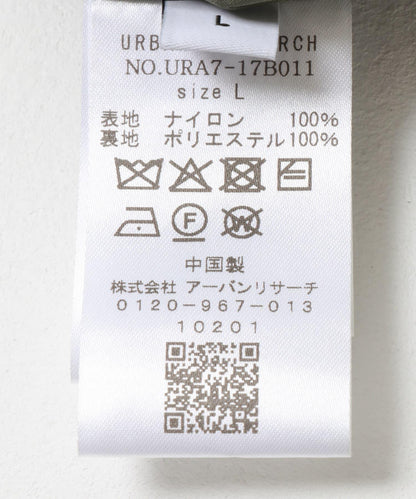 L
URBA RCH
NO.URA7-17B011
size L
表地 ナイロン 100%
裏地 ポリエステル100%
F
W
中国製
株式会社 アーバンリサーチ
0120-967-013
10201